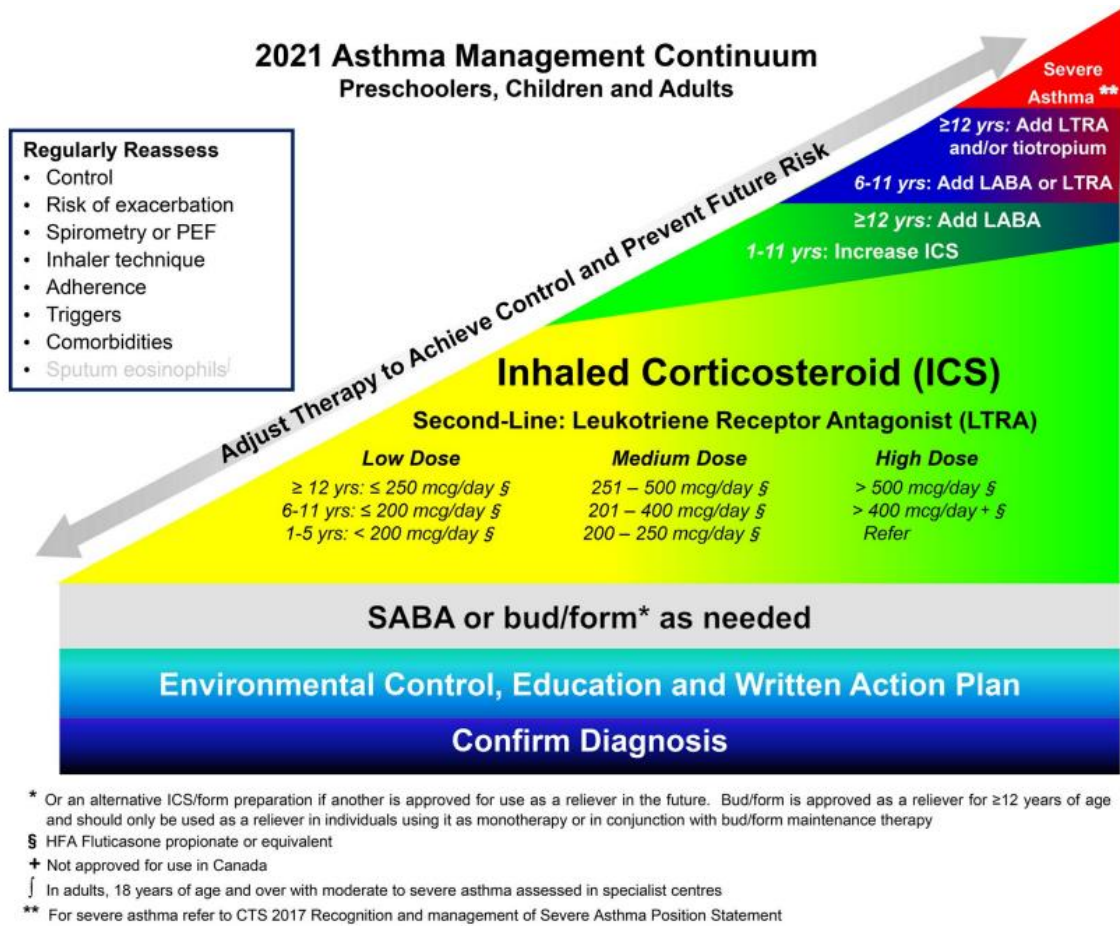 2021 Asthma Management Continuum
Preschoolers, Children and Adults
Regularly Reassess
• Control
• Risk of exacerbation
• Spirometry or PEF
• Inhaler technique
• Adherence
• Triggers
• Comorbidities
• Sputum eosinophils∫
Adjust Therapy to Achieve Control and Prevent Future Risk
Severe
Asthma **
≥12 yrs: Add LTRA
and/or tiotropium
6-11 yrs: Add LABA or LTRA
≥12 yrs: Add LABA
1-11 yrs: Increase ICS
Inhaled Corticosteroid (ICS)
Second-Line: Leukotriene Receptor Antagonist (LTRA)
Low Dose Medium Dose High Dose
≥ 12 yrs: ≤ 250 mcg/day § 251 – 500 mcg/day § > 500 mcg/day §
6-11 yrs: ≤ 200 mcg/day § 201 – 400 mcg/day § > 400 mcg/day + §
1-5 yrs: < 200 mcg/day § 200 – 250 mcg/day § Refer
SABA or bud/form* as needed
Environmental Control, Education and Written Action Plan
Confirm Diagnosis
* Or an alternative ICS/form preparation if another is approved for use as a reliever in the future. Bud/form is approved as a reliever for ≥12 years of age
and should only be used as a reliever in individuals using it as monotherapy or in conjunction with bud/form maintenance therapy
§ HFA Fluticasone propionate or equivalent
+ Not approved for use in Canada
∫ In adults, 18 years of age and over with moderate to severe asthma assessed in specialist centres
** For severe asthma refer to CTS 2017 Recognition and management of Severe Asthma Position Statement